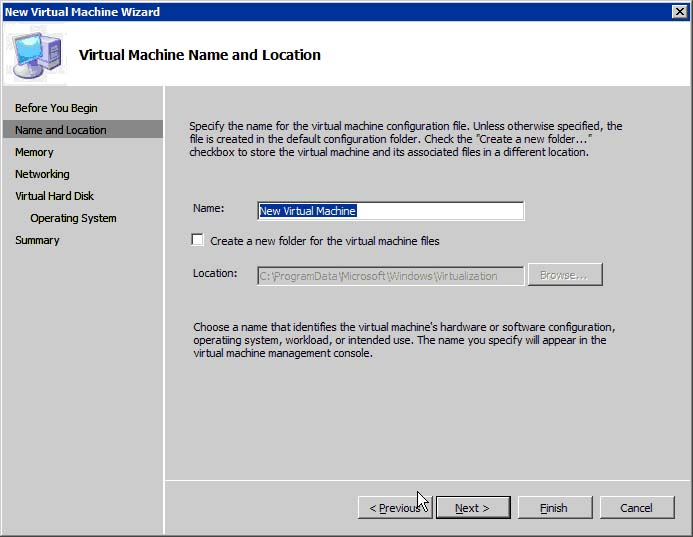 New Virtual Machine Wizard
Virtual Machine Name and Location
Before You Begin
Name and Location
Memory
Networking
Virtual Hard Disk
Operating System
Summary
Specify the name for the virtual machine configuration file. Unless otherwise specified, the
file is created in the default configuration folder. Check the "Create a new folder..."
checkbox to store the virtual machine and its associated files in a different location.
Name: New Virtual Machine
Create a new folder for the virtual machine files
Location: C:\ProgramData\Microsoft\Windows\Virtualization Browse...
Choose a name that identifies the virtual machine's hardware or software configuration,
operating system, workload, or intended use. The name you specify will appear in the
virtual machine management console.
< Previous Next > Finish Cancel